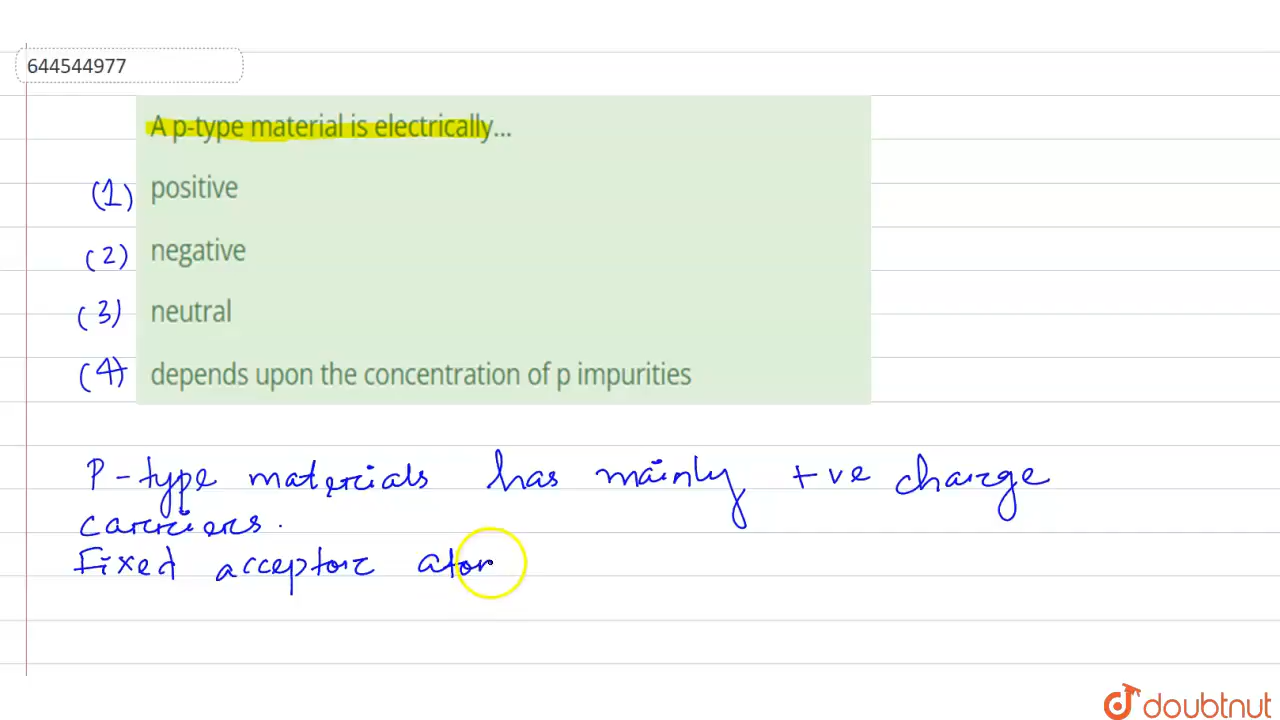 644544977
A p-type material is electrically...
(1) positive
(2) negative
(3) neutral
(4) depends upon the concentration of p impurities
P-type materials has mainly +ve charge
carriers.
Fixed acceptor atom
doubtnut